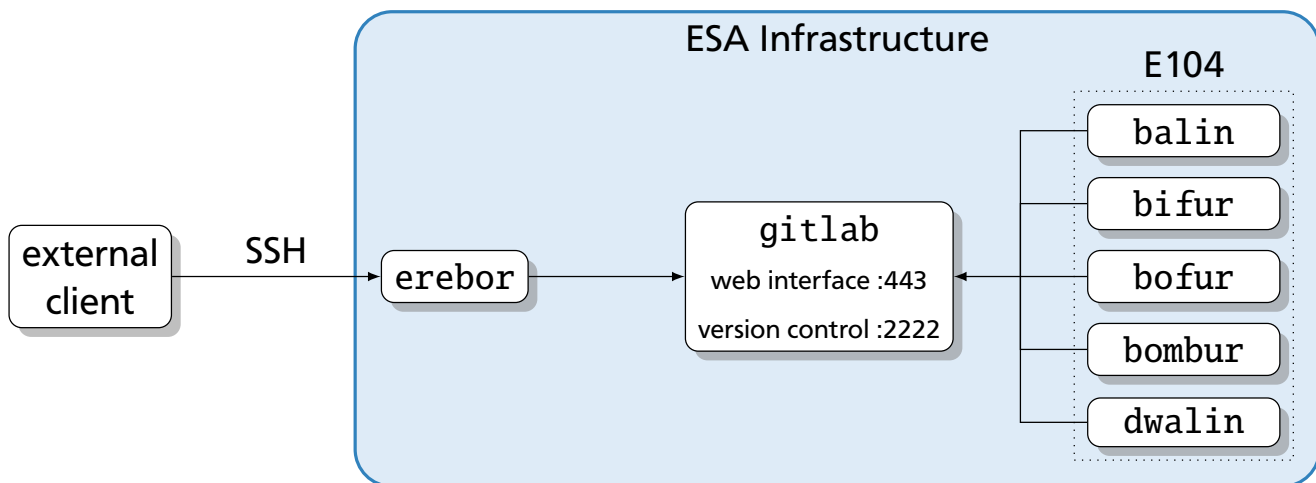 ESA Infrastructure
E104
external
client
SSH
erebor
gitlab
web interface :443
version control :2222
balin
bifur
bofur
bombur
dwalin